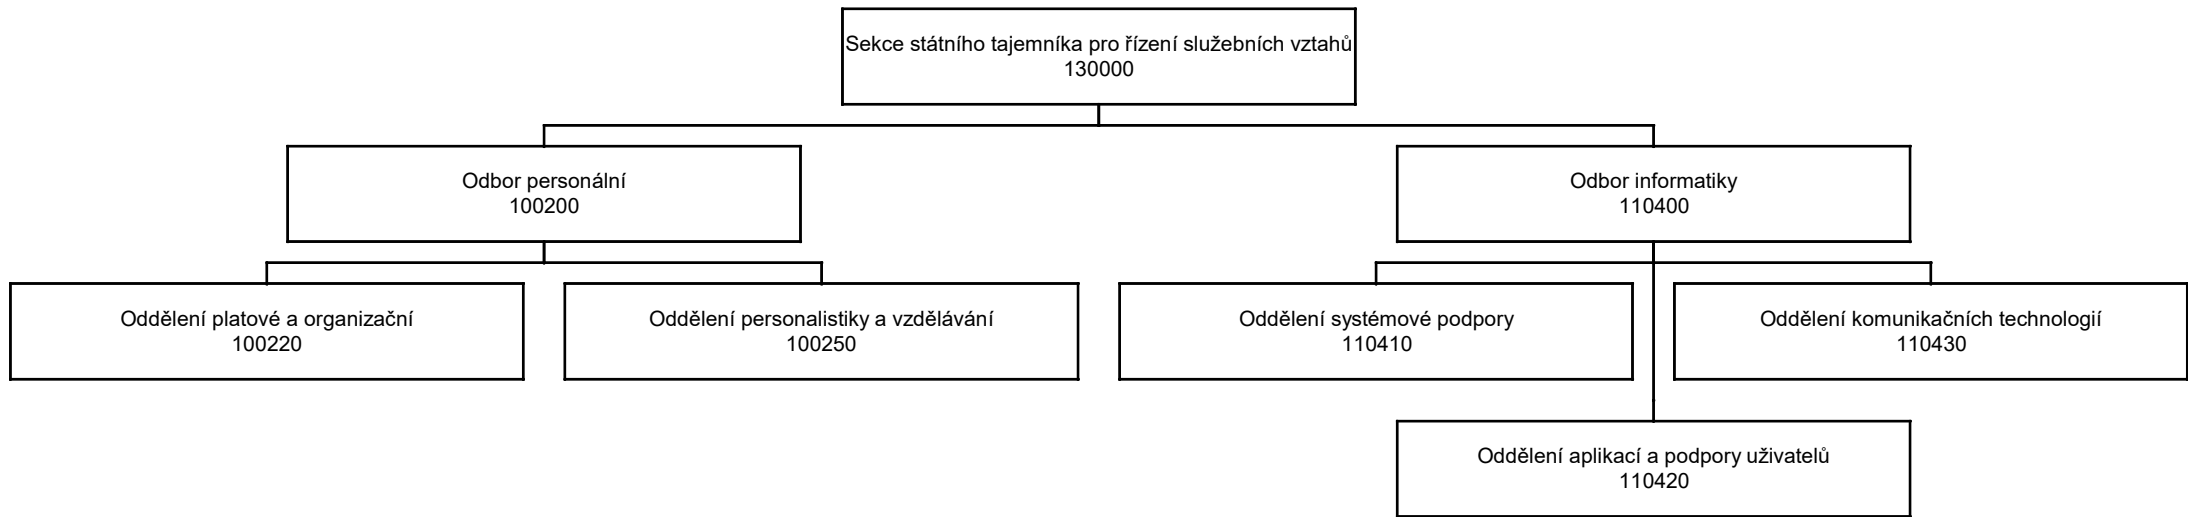 Sekce státního tajemníka pro řízení služebních vztahů
130000
Odbor personální
100200
Odbor informatiky
110400
Oddělení platové a organizační
100220
Oddělení personalistiky a vzdělávání
100250
Oddělení systémové podpory
110410
Oddělení komunikačních technologií
110430
Oddělení aplikací a podpory uživatelů
110420